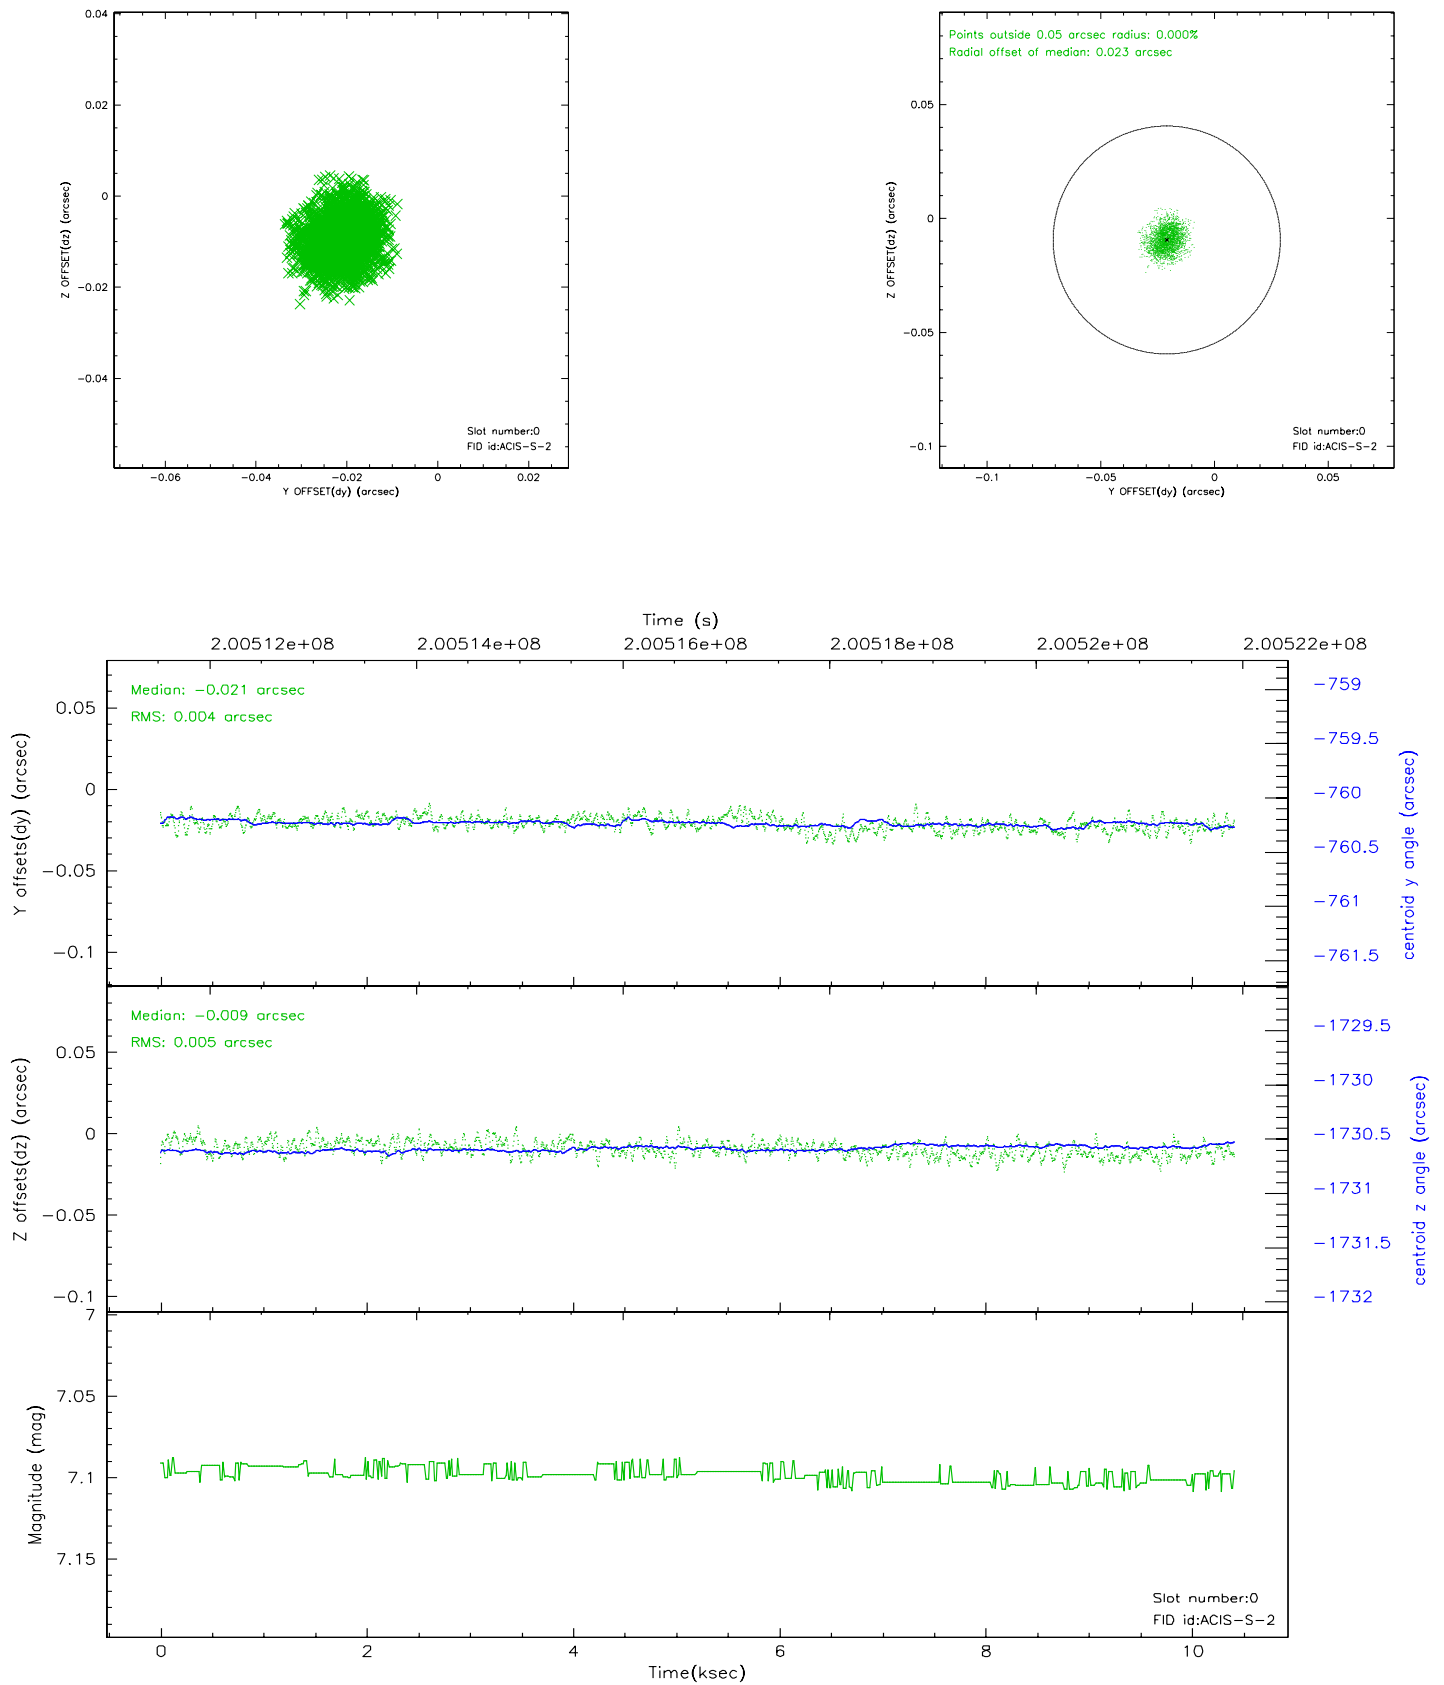 0.04
0.02
0
−0.02
−0.04
Z OFFSET(dz) (arcsec)
Slot number:0
FID id:ACIS−S−2
−0.06
−0.04
−0.02
0
0.02
Y OFFSET(dy) (arcsec)
Points outside 0.05 arcsec radius: 0.000%
Radial offset of median: 0.023 arcsec
0.05
0
−0.05
−0.1
Z OFFSET(dz) (arcsec)
Slot number:0
FID id:ACIS−S−2
−0.1
−0.05
0
0.05
Y OFFSET(dy) (arcsec)
Time (s)
2.00512e+08
2.00514e+08
2.00516e+08
2.00518e+08
2.0052e+08
2.00522e+08
Median: −0.021 arcsec
RMS: 0.004 arcsec
0.05
0
−0.05
−0.1
Y offsets(dy) (arcsec)
−759
−759.5
−760
−760.5
−761
−761.5
centroid y angle (arcsec)
Median: −0.009 arcsec
RMS: 0.005 arcsec
0.05
0
−0.05
−0.1
Z offsets(dz) (arcsec)
−1729.5
−1730
−1730.5
−1731
−1731.5
−1732
centroid z angle (arcsec)
7
7.05
7.1
7.15
Magnitude (mag)
Slot number:0
FID id:ACIS−S−2
0
2
4
6
8
10
Time(ksec)